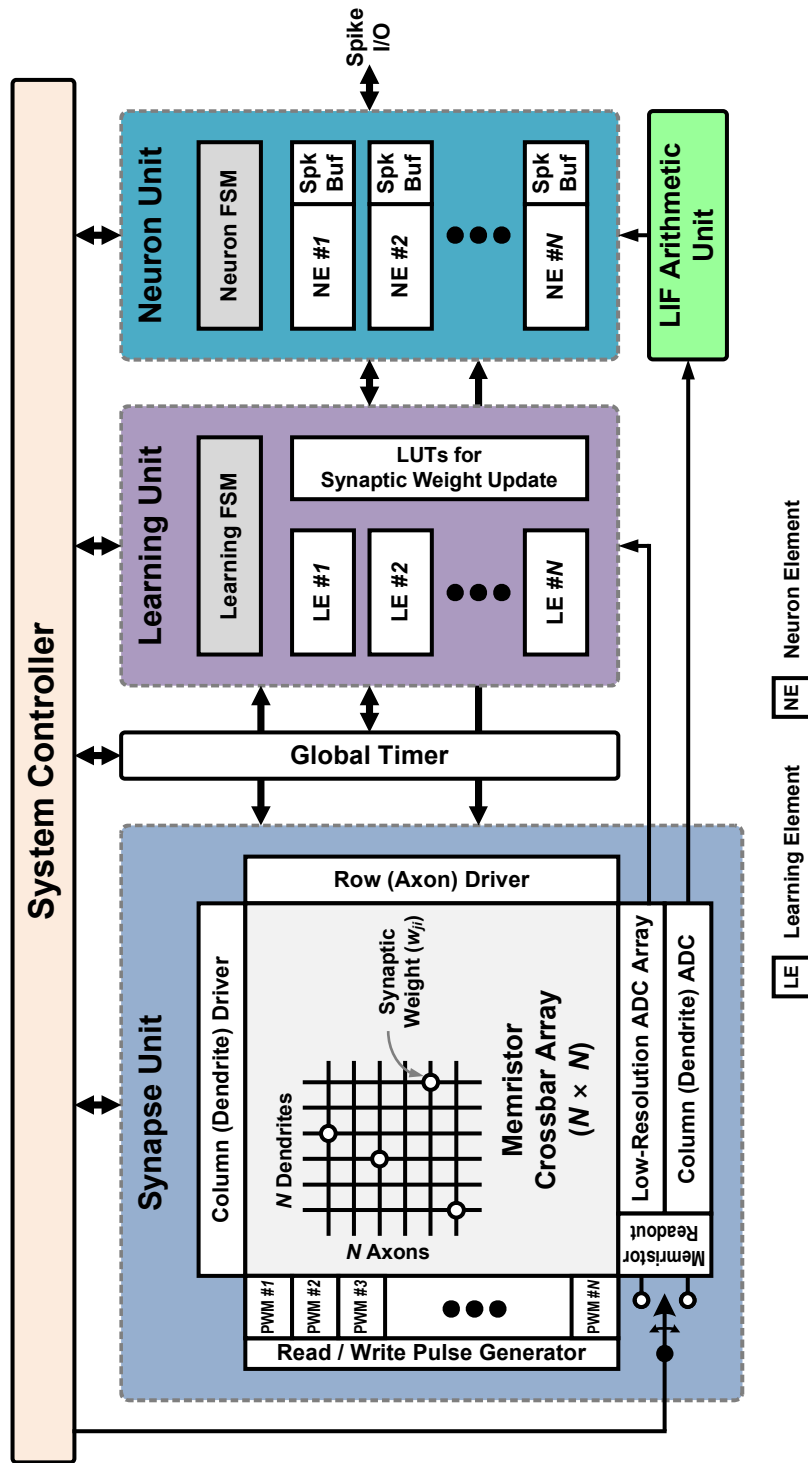 System Controller
Synapse Unit
Column (Dendrite) Driver
Read / Write Pulse Generator
PWM #1
PWM #2
PWM #3
PWM #N
N Dendrites
N Axons
Synaptic
Weight (wji)
Memristor
Crossbar Array
(N × N)
Row (Axon) Driver
Memristor
Readout
Low-Resolution ADC Array
Column (Dendrite) ADC
Global Timer
Learning Unit
Learning FSM
LE #1
LE #2
LE #N
LUTs for
Synaptic Weight Update
Neuron Unit
Neuron FSM
NE #1
Spk
Buf
NE #2
Spk
Buf
NE #N
Spk
Buf
Spike
I/O
LIF Arithmetic
Unit
LE Learning Element
NE Neuron Element